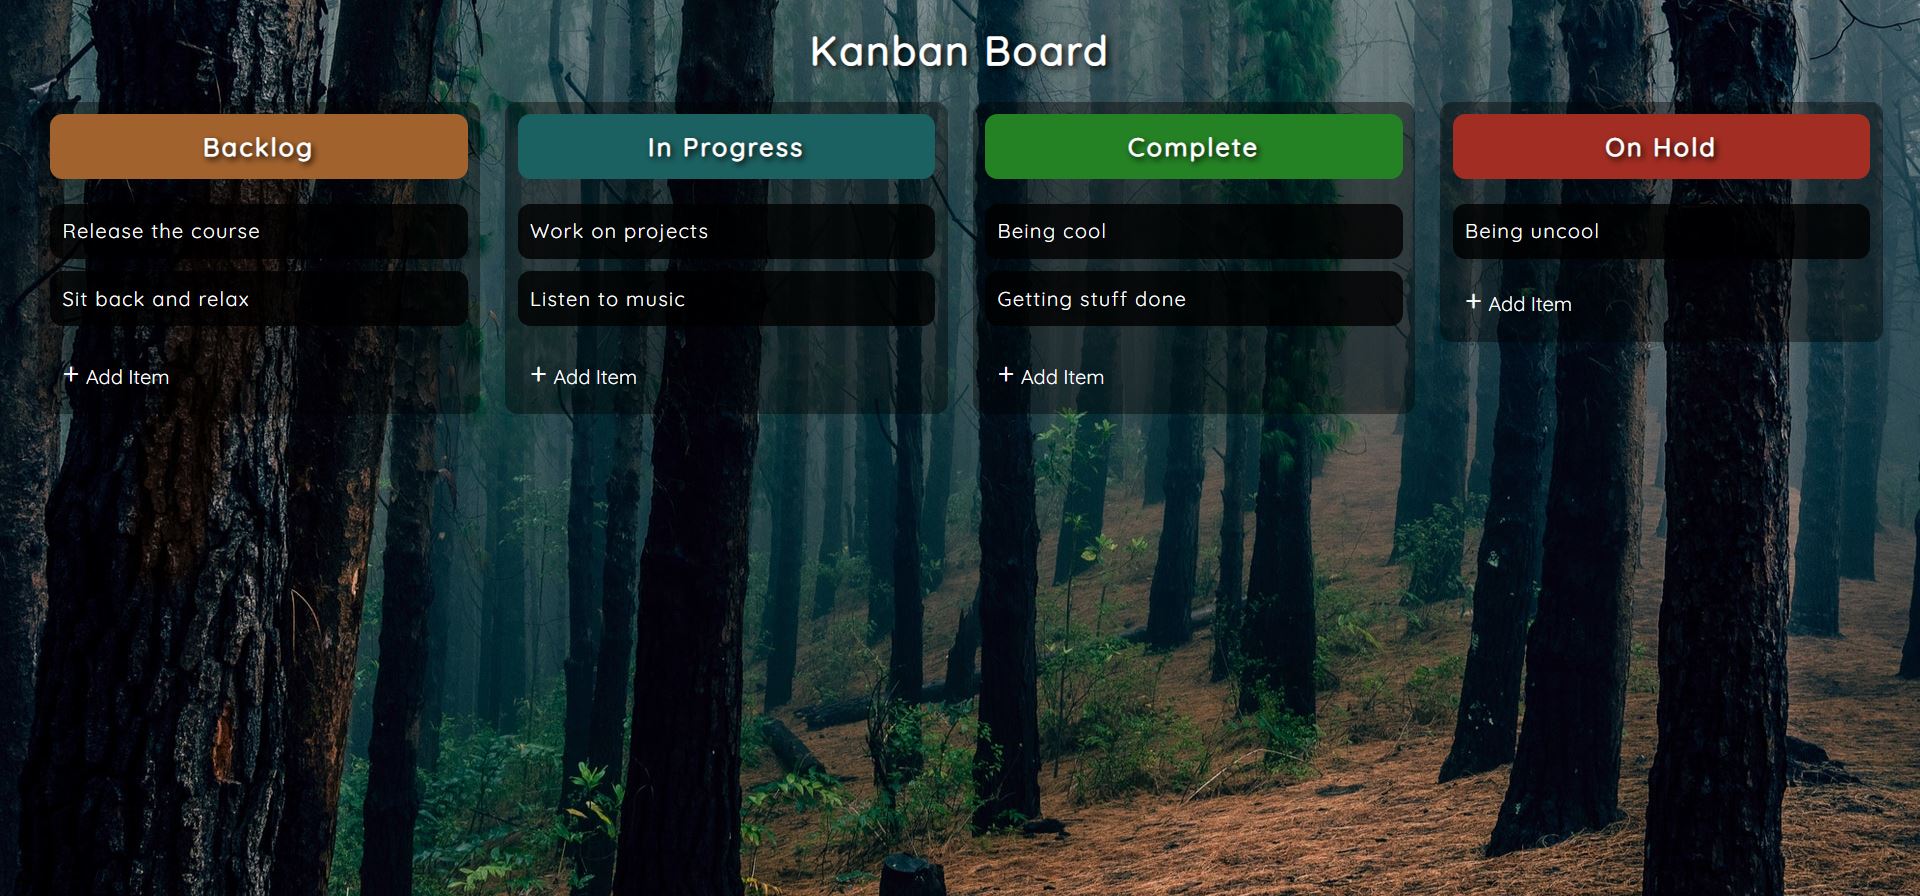 Kanban Board
Backlog
Release the course
Sit back and relax
+ Add Item
In Progress
Work on projects
Listen to music
+ Add Item
Complete
Being cool
Getting stuff done
+ Add Item
On Hold
Being uncool
+ Add Item